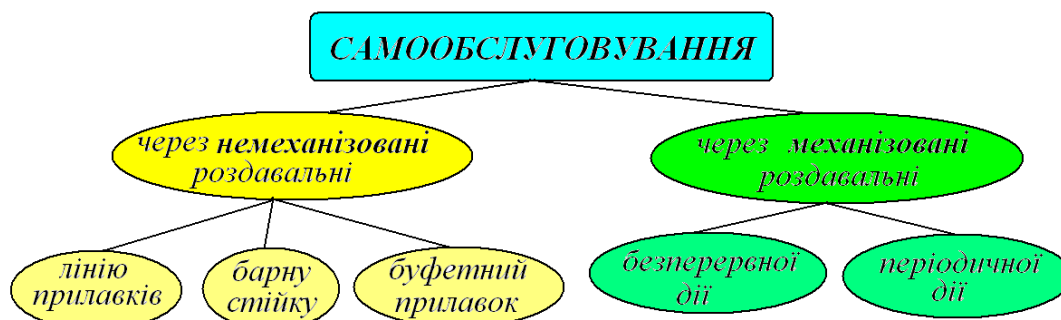 САМООБСЛУГОВУВАННЯ
через немеханізовані
роздавальні
через механізовані
роздавальні
лінію
прилавків
барну
стійку
буфетний
прилавок
безперервної
дії
періодичної
дії